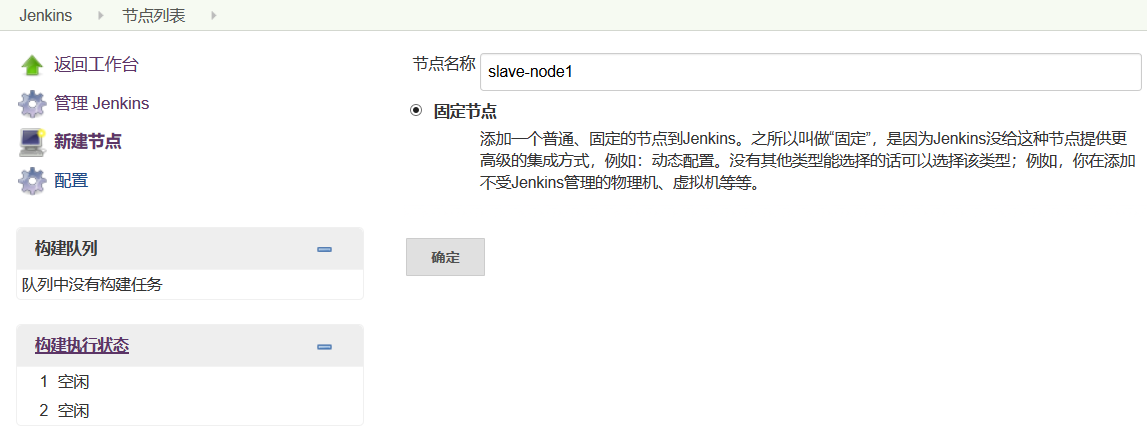 Jenkins 节点列表
返回工作台
管理 Jenkins
新建节点
配置
构建队列
队列中没有构建任务
构建执行状态
1 空闲
2 空闲
节点名称 slave-node1
固定节点
添加一个普通、固定的节点到Jenkins。之所以叫做“固定”，是因为Jenkins没给这种节点提供更
高级的集成方式，例如：动态配置。没有其他类型能选择的话可以选择该类型；例如，你在添加
不受Jenkins管理的物理机、虚拟机等等。
确定